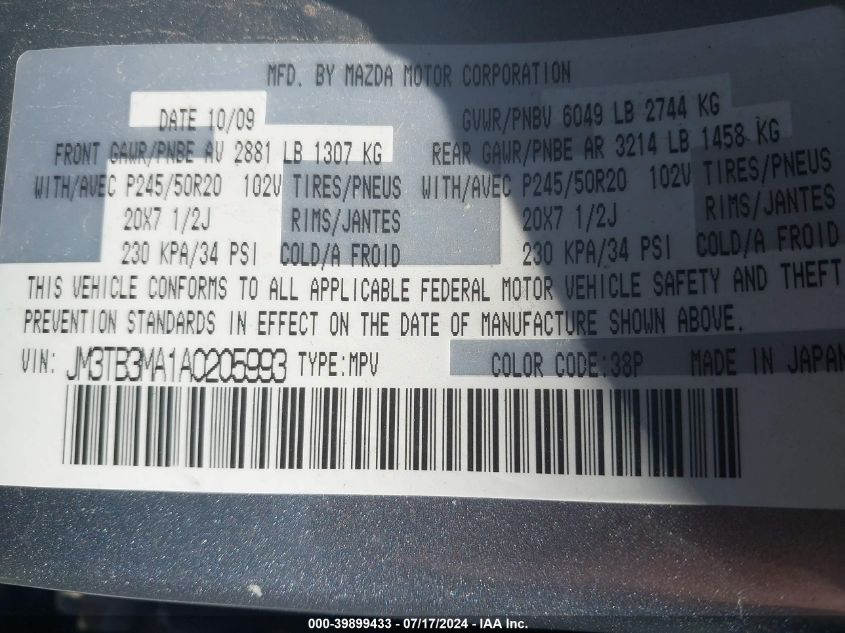 MFD. BY MAZDA MOTOR CORPORATION
DATE 10/09 GVWR/PNBV 6049 LB 2744 KG
FRONT GAWR/PNBE AV 2881 LB 1307 KG REAR GAWR/PNBE AR 3214 LB 1458 KG
WITH/AVEC P245/50R20 102V TIRES/PNEUS WITH/AVEC P245/50R20 102V TIRES/PNEUS
20X7 1/2J RIMS/JANTES 20X7 1/2J RIMS/JANTES
230 KPA/34 PSI COLD/A FROID 230 KPA/34 PSI COLD/A FROID
THIS VEHICLE CONFORMS TO ALL APPLICABLE FEDERAL MOTOR VEHICLE SAFETY AND THEFT
PREVENTION STANDARDS IN EFFECT ON THE DATE OF MANUFACTURE SHOWN ABOVE.
VIN: JM3TB3MA1A0205993 TYPE:MPV COLOR CODE:38P MADE IN JAPAN
000-39899433 - 07/17/2024 - IAA Inc.